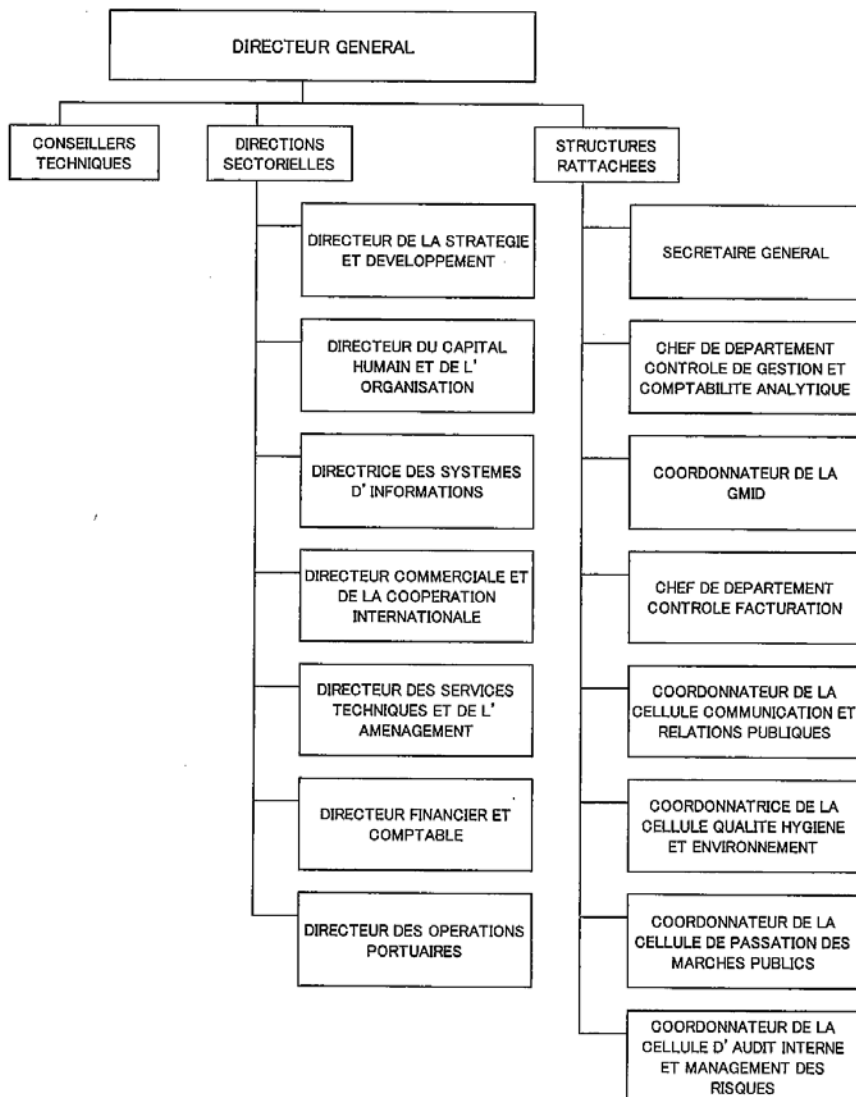 DIRECTEUR GENERAL
CONSEILLERS
TECHNIQUES
DIRECTIONS
SECTORIELLES
STRUCTURES
RATTACHEES
DIRECTEUR DE LA STRATEGIE
ET DEVELOPPEMENT
DIRECTEUR DU CAPITAL
HUMAIN ET DE L'
ORGANISATION
DIRECTRICE DES SYSTEMES
D' INFORMATIONS
DIRECTEUR COMMERCIALE ET
DE LA COOPERATION
INTERNATIONALE
DIRECTEUR DES SERVICES
TECHNIQUES ET DE L'
AMENAGEMENT
DIRECTEUR FINANCIER ET
COMPTABLE
DIRECTEUR DES OPERATIONS
PORTUAIRES
SECRETAIRE GENERAL
CHEF DE DEPARTEMENT
CONTROLE DE GESTION ET
COMPTABILITE ANALYTIQUE
COORDONNATEUR DE LA
GMID
CHEF DE DEPARTEMENT
CONTROLE FACTURATION
COORDONNATEUR DE LA
CELLULE COMMUNICATION ET
RELATIONS PUBLIQUES
COORDONNATRICE DE LA
CELLULE QUALITE HYGIENE
ET ENVIRONNEMENT
COORDONNATEUR DE LA
CELLULE DE PASSATION DES
MARCHES PUBLICS
COORDONNATEUR DE LA
CELLULE D' AUDIT INTERNE
ET MANAGEMENT DES
RISQUES